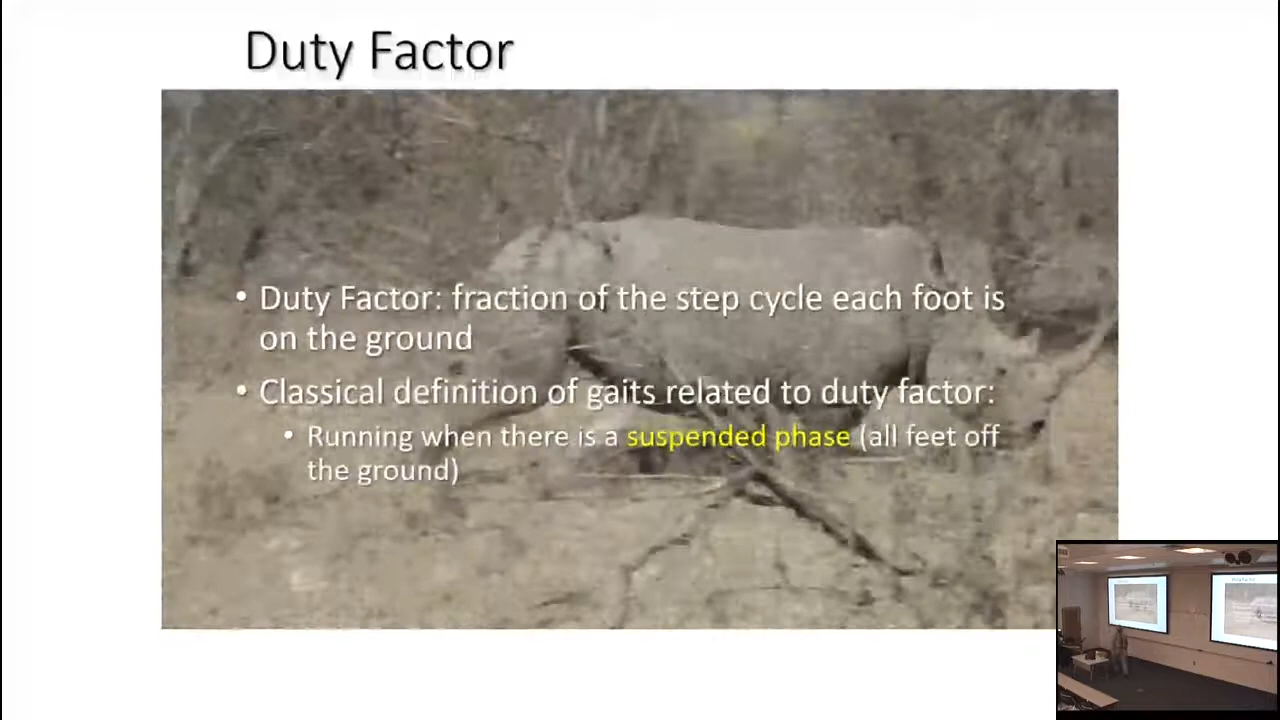 Duty Factor
• Duty Factor: fraction of the step cycle each foot is
on the ground
• Classical definition of gaits related to duty factor:
• Running when there is a suspended phase (all feet off
the ground)